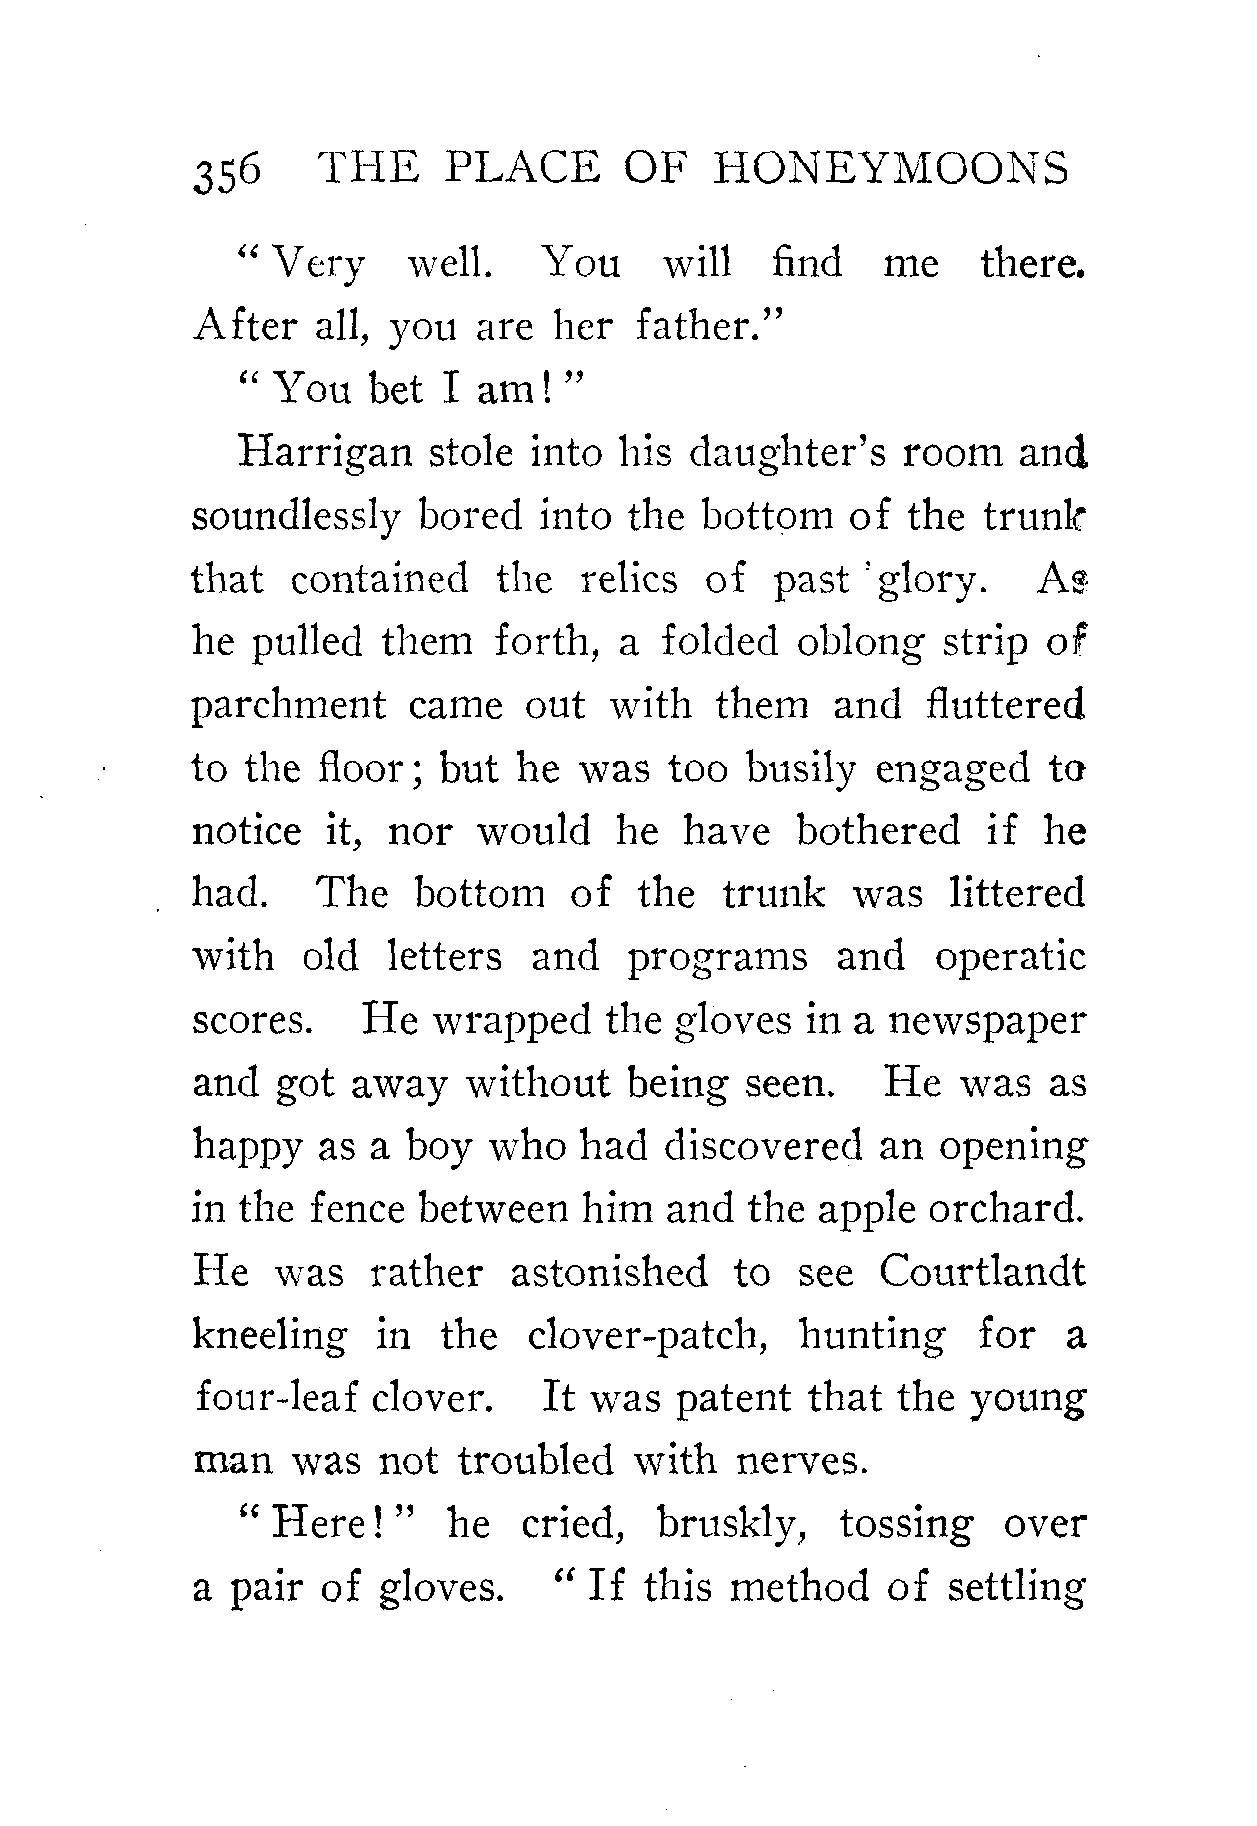 356 THE PLACE OF HONEYMOONS
“ Very well. You will find me there.
After all, you are her father.”
“ You bet I am! ”
Harrigan stole into his daughter’s room and
soundlessly bored into the bottom of the trunk
that contained the relics of past glory. As
he pulled them forth, a folded oblong strip of
parchment came out with them and fluttered
to the floor; but he was too busily engaged to
notice it, nor would he have bothered if he
had. The bottom of the trunk was littered
with old letters and programs and operatic
scores. He wrapped the gloves in a newspaper
and got away without being seen. He was as
happy as a boy who had discovered an opening
in the fence between him and the apple orchard.
He was rather astonished to see Courtlandt
kneeling in the clover-patch, hunting for a
four-leaf clover. It was patent that the young
man was not troubled with nerves.
“ Here! ” he cried, bruskly, tossing over
a pair of gloves. “ If this method of settling